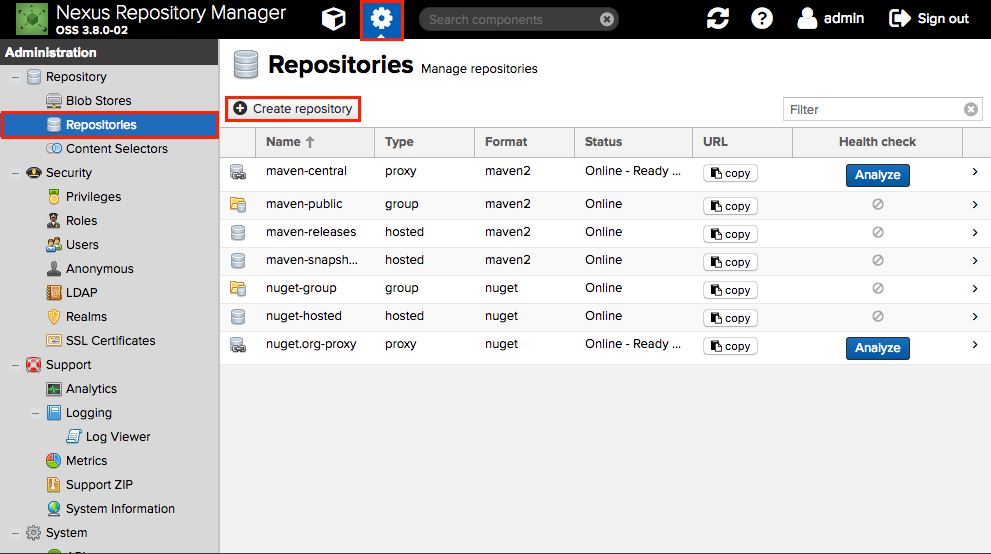 Nexus Repository Manager
OSS 3.8.0-02
Search components
admin
Sign out
Administration
Repository
Blob Stores
Repositories
Content Selectors
Security
Privileges
Roles
Users
Anonymous
LDAP
Realms
SSL Certificates
Support
Analytics
Logging
Log Viewer
Metrics
Support ZIP
System Information
System
Repositories Manage repositories
Create repository
Filter
Name Type Format Status URL Health check
maven-central proxy maven2 Online - Ready ... copy Analyze
maven-public group maven2 Online copy
maven-releases hosted maven2 Online copy
maven-snapsh... hosted maven2 Online copy
nuget-group group nuget Online copy
nuget-hosted hosted nuget Online copy
nuget.org-proxy proxy nuget Online - Ready ... copy Analyze